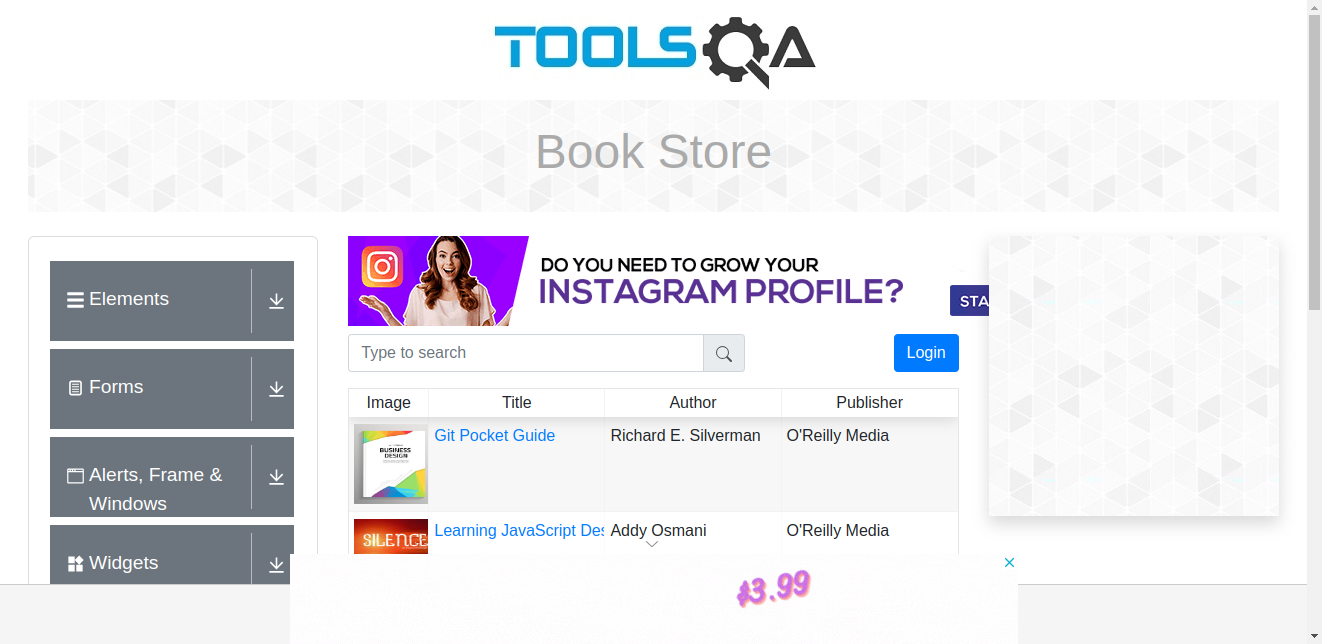 TOOLSQA
Book Store
Elements
Forms
Alerts, Frame &
Windows
Widgets
DO YOU NEED TO GROW YOUR
INSTAGRAM PROFILE?
STA
Type to search
Login
Image Title Author Publisher
BUSINESS
DESIGN
Git Pocket Guide Richard E. Silverman O'Reilly Media
SILENCE
Learning JavaScript Des Addy Osmani O'Reilly Media
$3.99